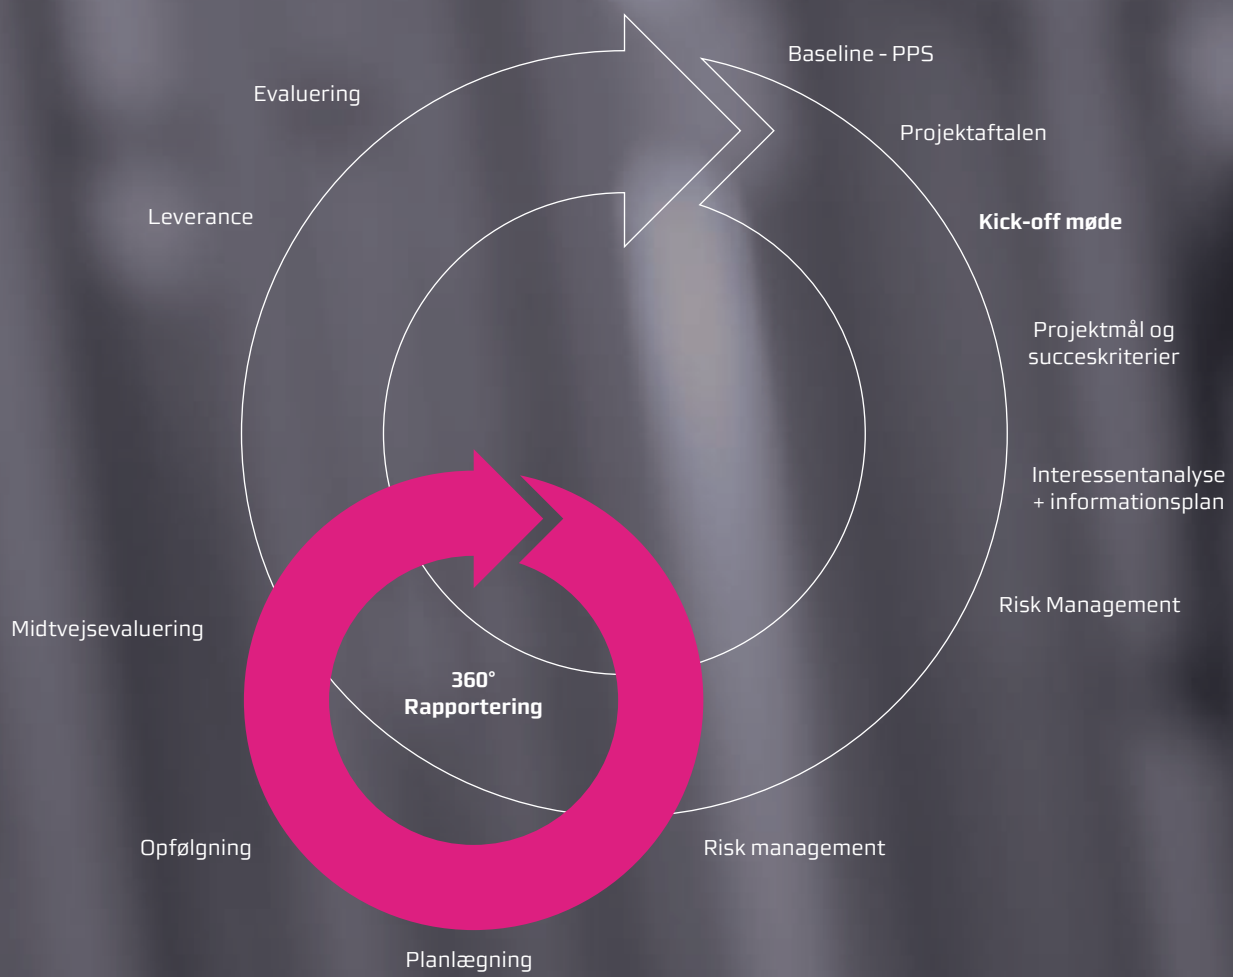 Baseline - PPS
Projektaftalen
Kick-off møde
Projektmål og
succeskriterier
Interessentanalyse
+ informationsplan
Risk Management
Risk management
Planlægning
Opfølgning
Midtvejsevaluering
Leverance
Evaluering
360°
Rapportering